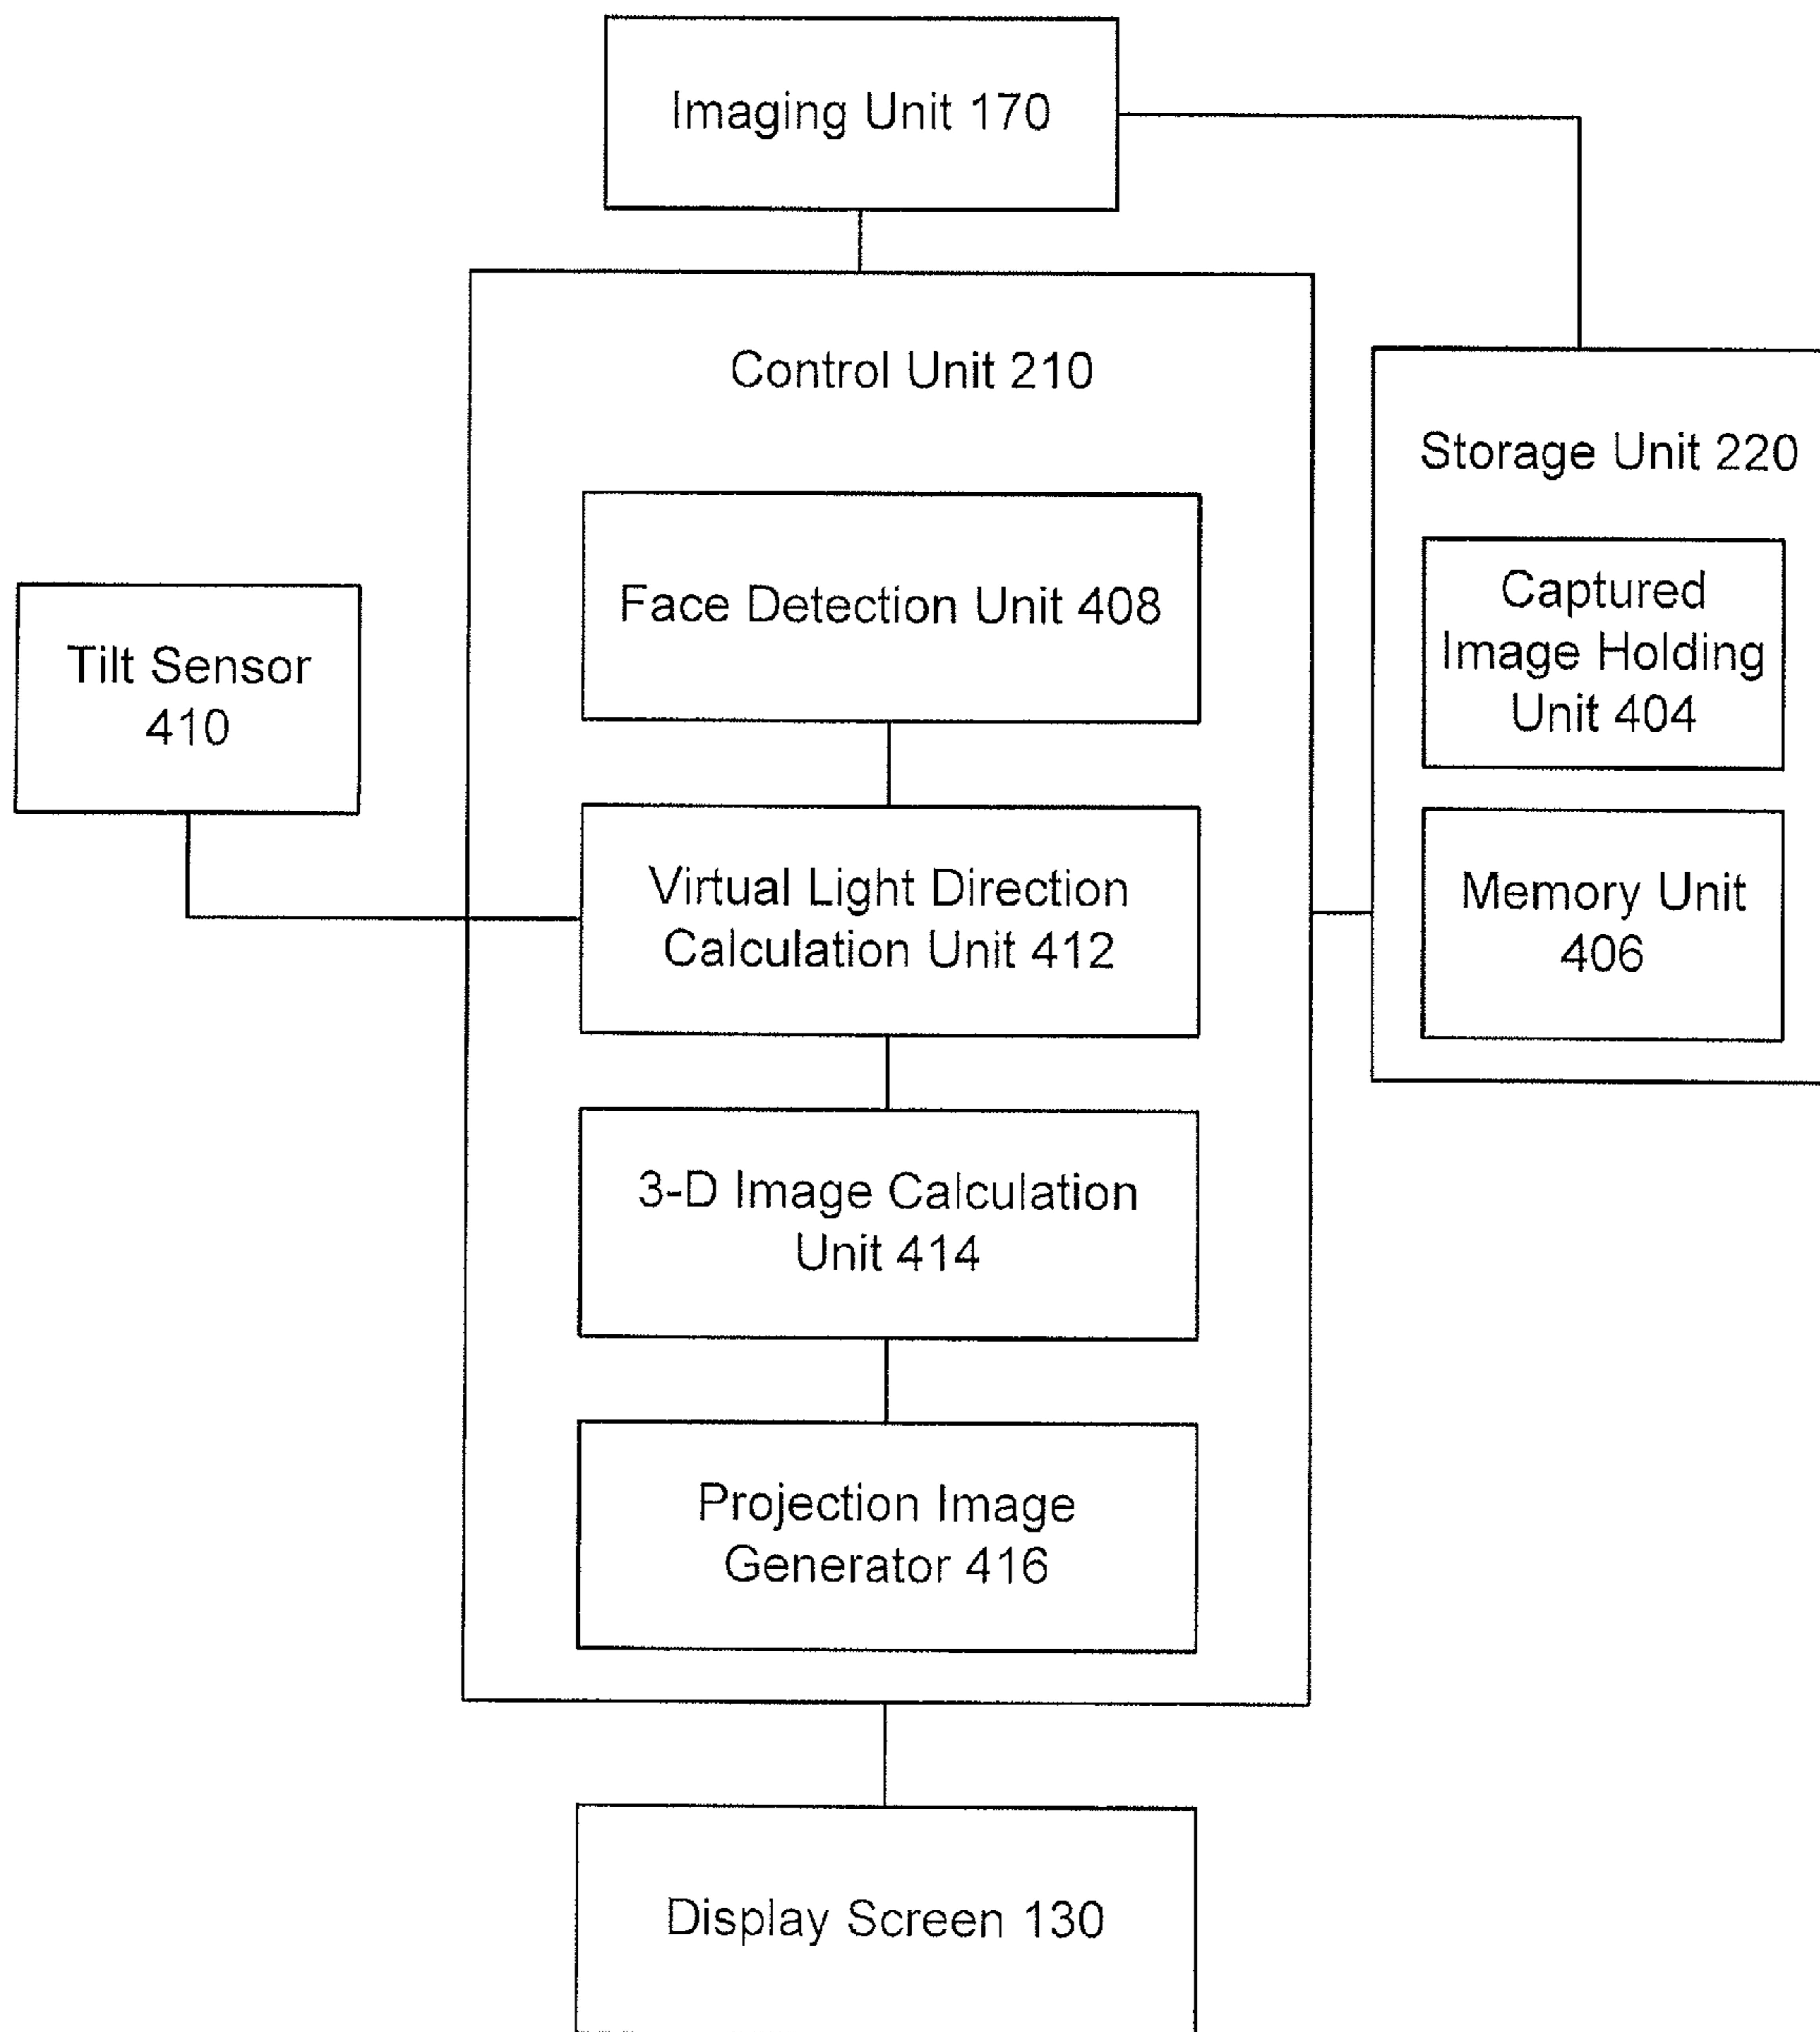 Imaging Unit 170
Control Unit 210
Storage Unit 220
Face Detection Unit 408
Captured
Image Holding
Unit 404
Tilt Sensor
410
Virtual Light Direction
Calculation Unit 412
Memory Unit
406
3-D Image Calculation
Unit 414
Projection Image
Generator 416
Display Screen 130